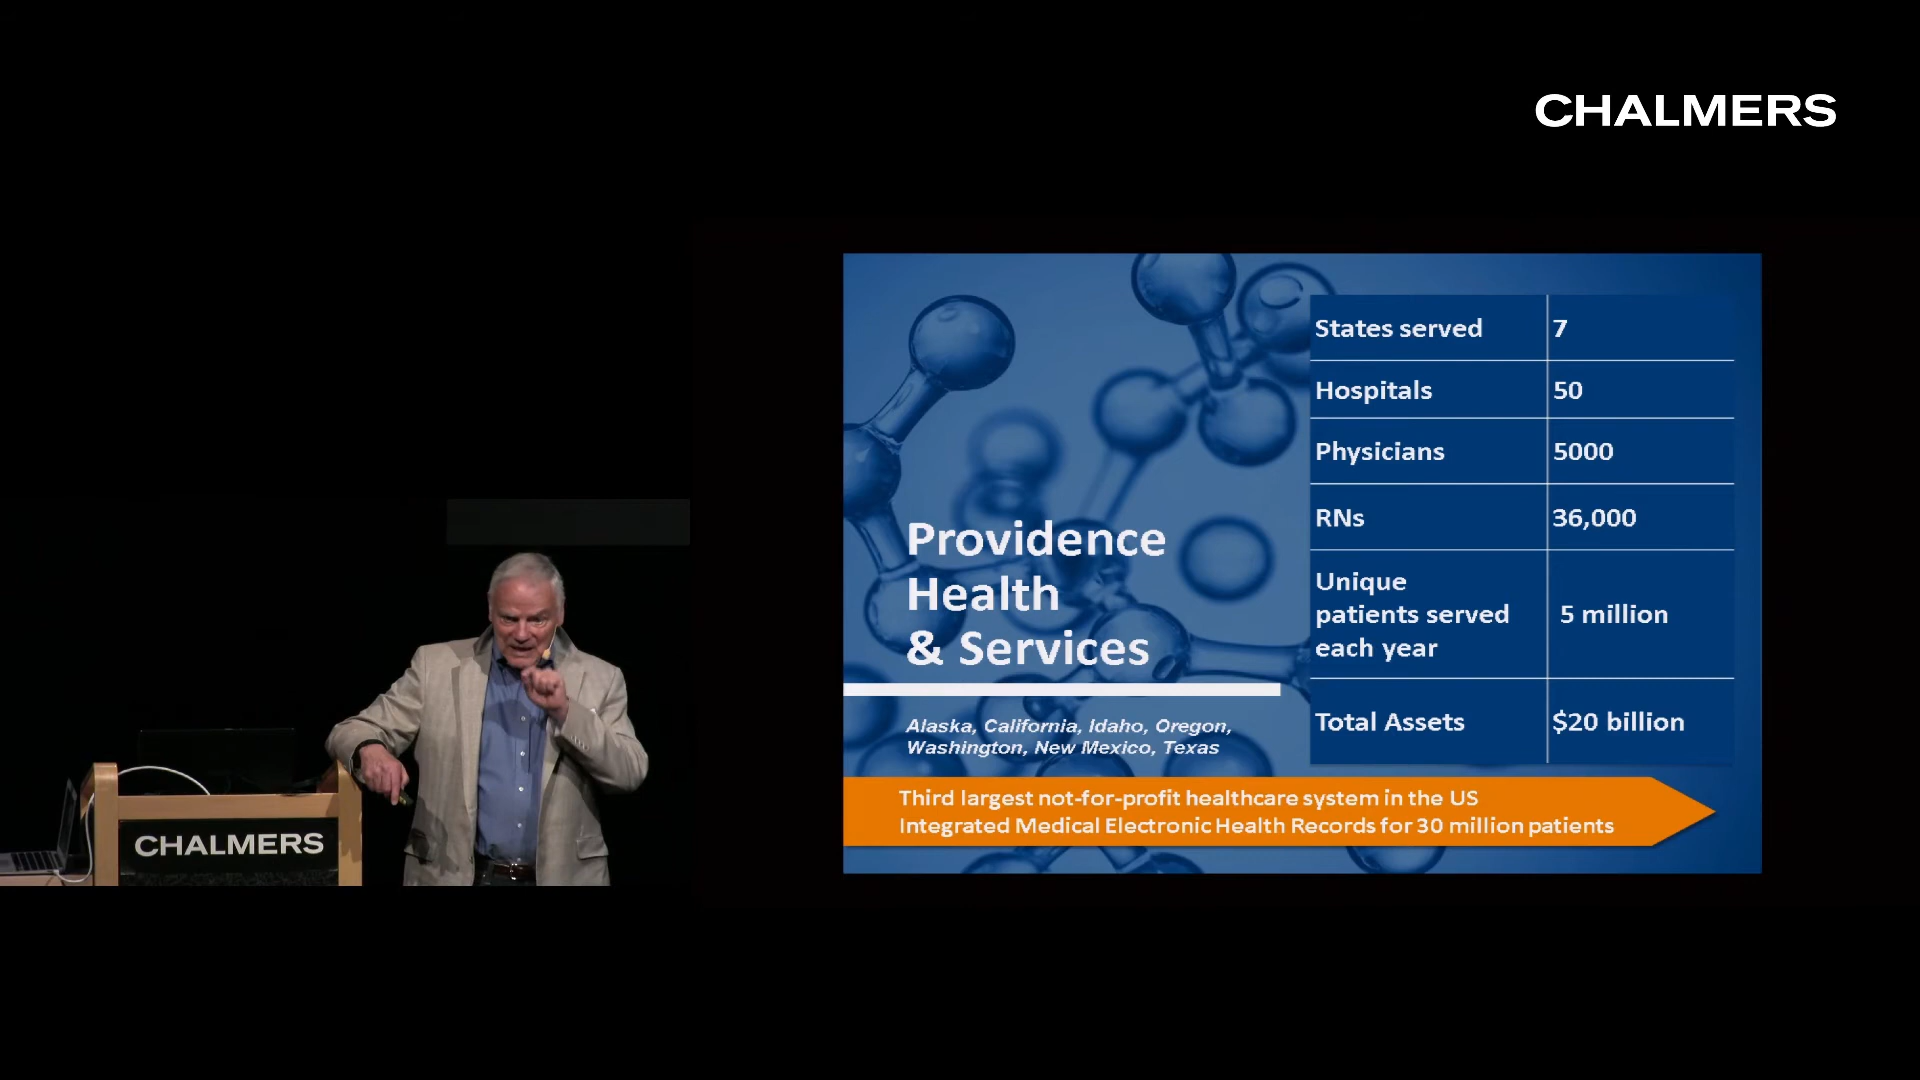 CHALMERS
CHALMERS
Providence
Health
& Services
Alaska, California, Idaho, Oregon,
Washington, New Mexico, Texas
States served 7
Hospitals 50
Physicians 5000
RNs 36,000
Unique
patients served
each year
5 million
Total Assets $20 billion
Third largest not-for-profit healthcare system in the US
Integrated Medical Electronic Health Records for 30 million patients